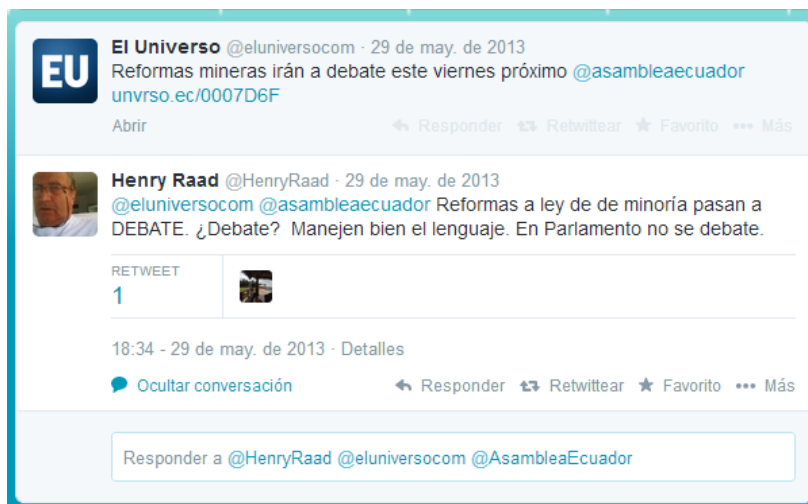 EU
El Universo @eluniversocom · 29 de may. de 2013
Reformas mineras irán a debate este viernes próximo @asambleaecuador
unvrso.ec/0007D6F
Abrir Responder Retwittear Favorito ••• Más
Henry Raad @HenryRaad · 29 de may. de 2013
@eluniversocom @asambleaecuador Reformas a ley de de minoría pasan a
DEBATE. ¿Debate?  Manejen bien el lenguaje. En Parlamento no se debate.
RETWEET
1
18:34 - 29 de may. de 2013 · Detalles
Ocultar conversación Responder Retwittear Favorito ••• Más
Responder a @HenryRaad @eluniversocom @AsambleaEcuador